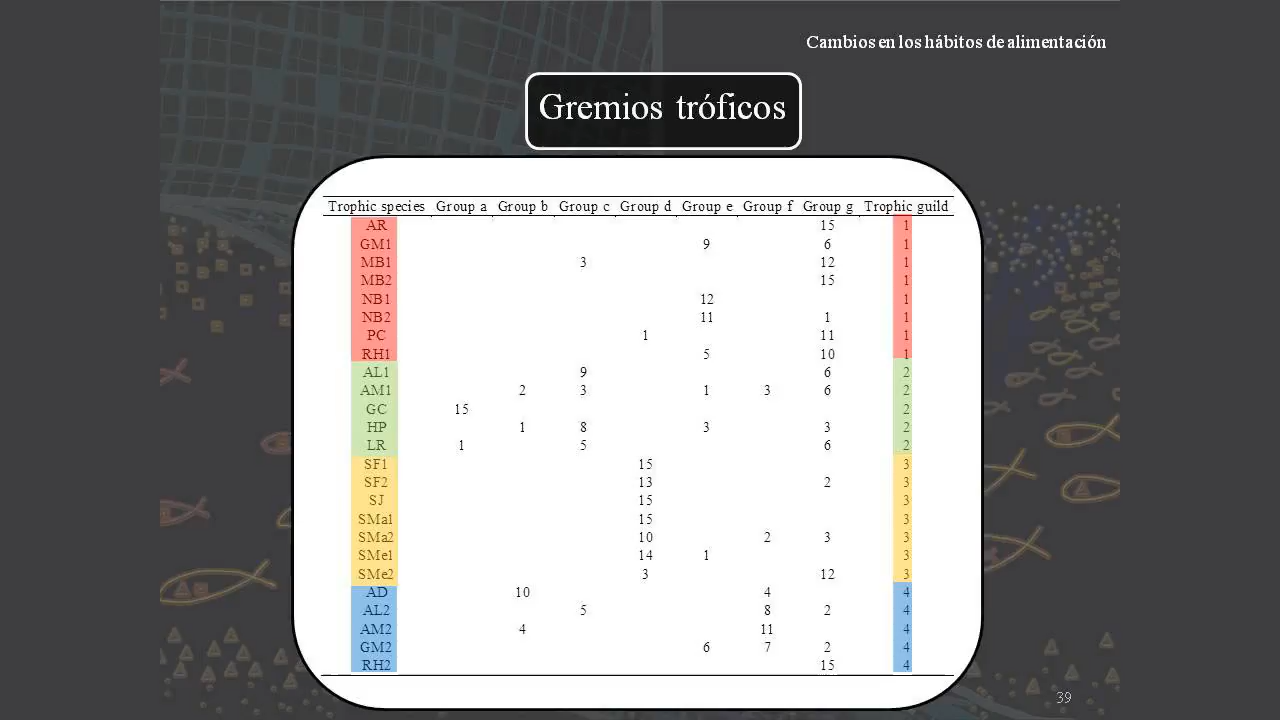 Cambios en los hábitos de alimentación
Gremios tróficos
Trophic species Group a Group b Group c Group d Group e Group f Group g Trophic guild
AR 15 1
GM1 9 6 1
MB1 3 12 1
MB2 15 1
NB1 12 1
NB2 11 1 1
PC 1 11 1
RH1 5 10 1
AL1 9 6 2
AM1 2 3 1 3 6 2
GC 15 2
HP 1 8 3 3 2
LR 1 5 6 2
SF1 15 3
SF2 13 2 3
SJ 15 3
SMa1 15 3
SMa2 10 2 3 3
SMe1 14 1 3
SMe2 3 12 3
AD 10 4 4
AL2 5 8 2 4
AM2 4 11 4
GM2 6 7 2 4
RH2 15 4
39